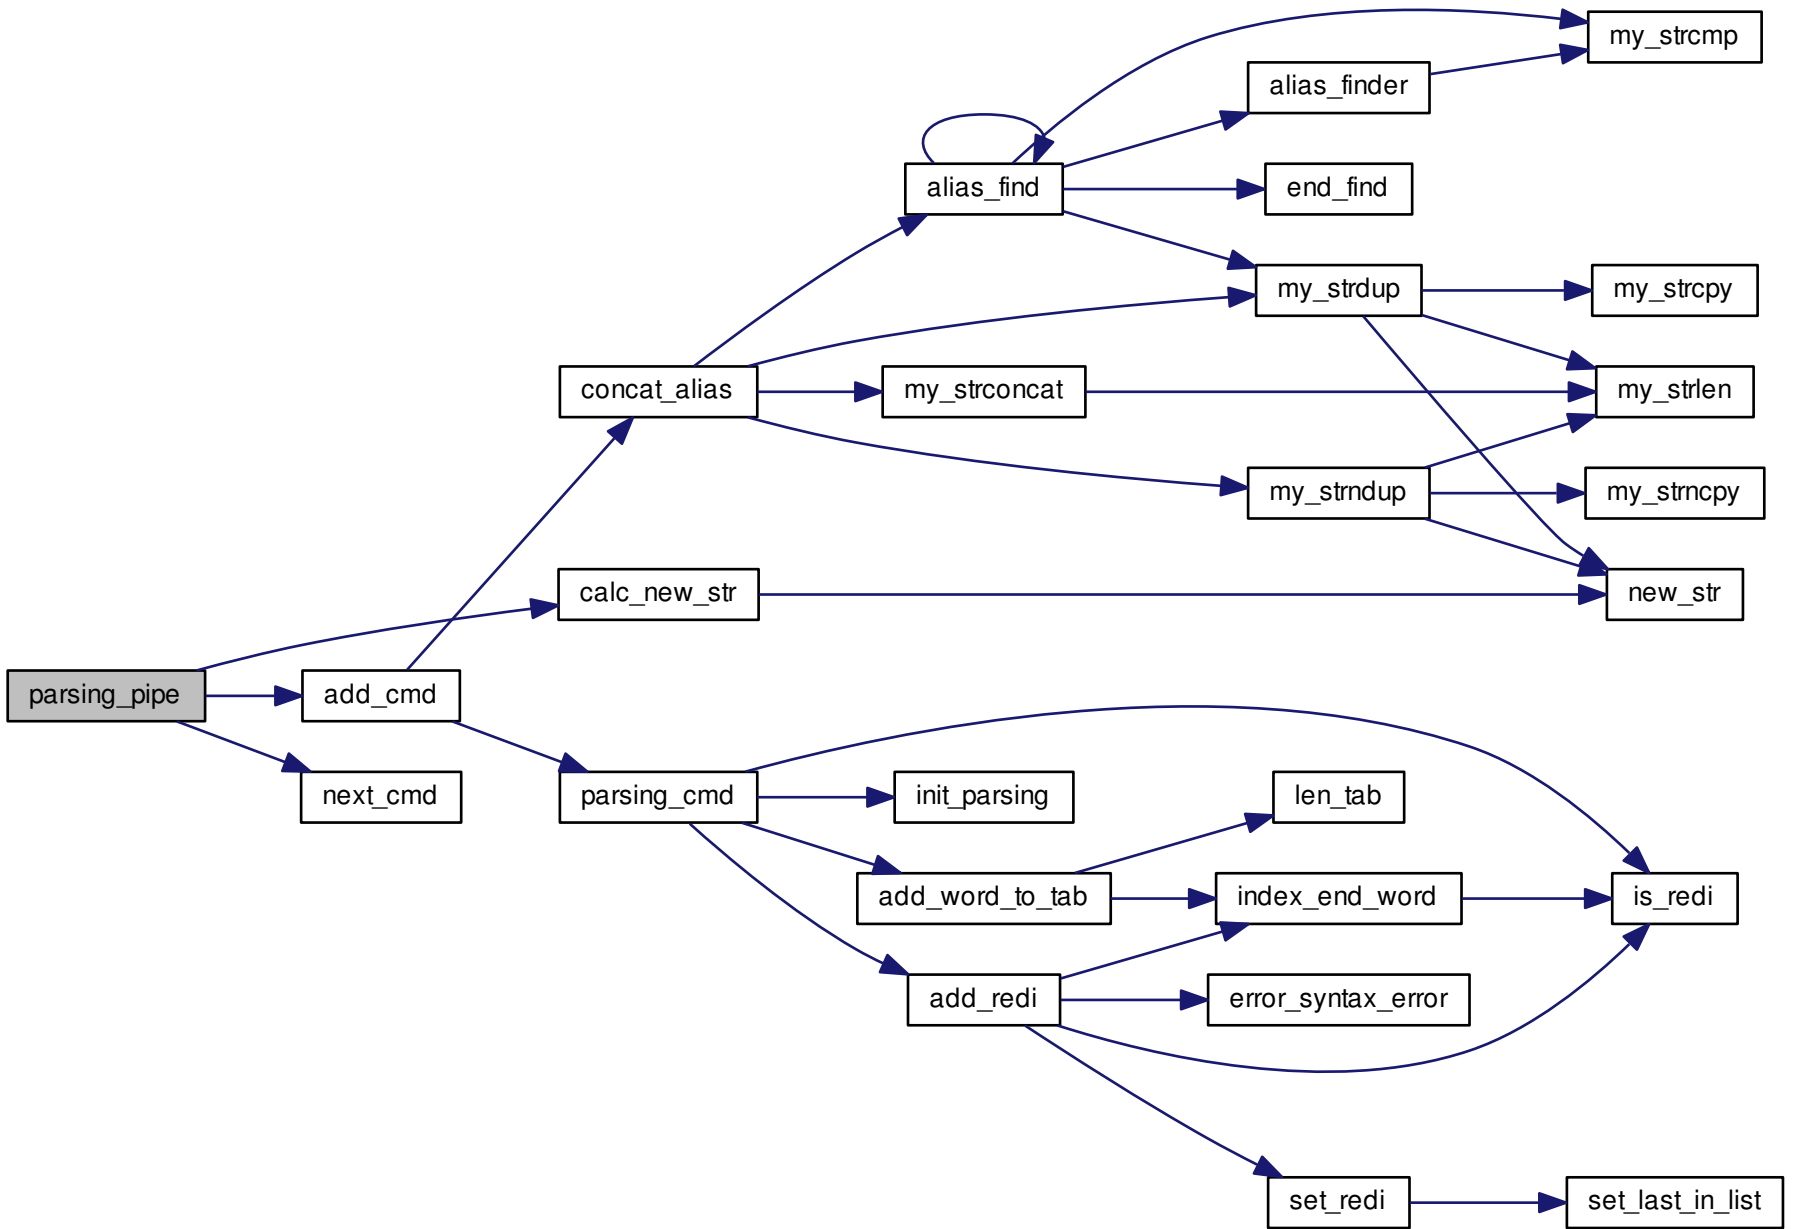 my_strcmp
alias_finder
alias_find
end_find
my_strdup
my_strcpy
concat_alias
my_strconcat
my_strlen
my_strndup
my_strncpy
calc_new_str
new_str
parsing_pipe
add_cmd
next_cmd
parsing_cmd
init_parsing
len_tab
add_word_to_tab
index_end_word
is_redi
add_redi
error_syntax_error
set_redi
set_last_in_list